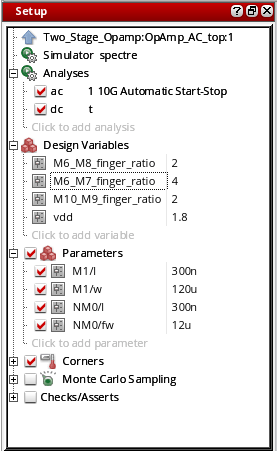 Setup
Two_Stage_Opamp:OpAmp_AC_top:1
Simulator spectre
Analyses
ac 1 10G Automatic Start-Stop
dc t
Click to add analysis
Design Variables
M6_M8_finger_ratio 2
M6_M7_finger_ratio 4
M10_M9_finger_ratio 2
vdd 1.8
Click to add variable
Parameters
M1/l 300n
M1/w 120u
NM0/l 300n
NM0/fw 12u
Click to add parameter
Corners
Monte Carlo Sampling
Checks/Asserts